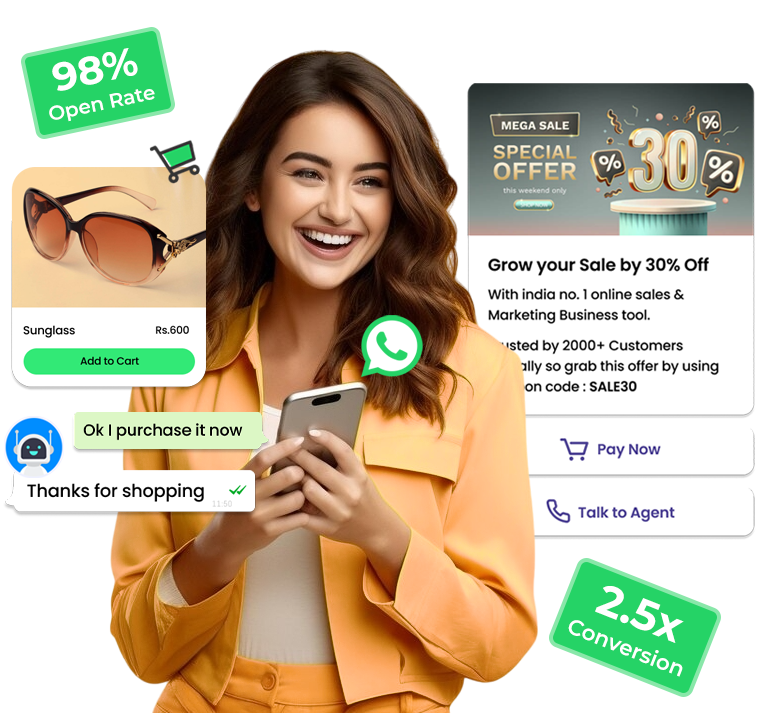 98%
Open Rate
MEGA SALE
SPECIAL
OFFER
this weekend only
30
%
%
%
Grow your Sale by 30% Off
With india no. 1 online sales &
Marketing Business tool.
usted by 2000+ Customers
ally so grab this offer by using
on code : SALE30
Pay Now
Talk to Agent
Sunglass
Rs.600
Add to Cart
Ok I purchase it now
Thanks for shopping
11:50
2.5x
Conversion